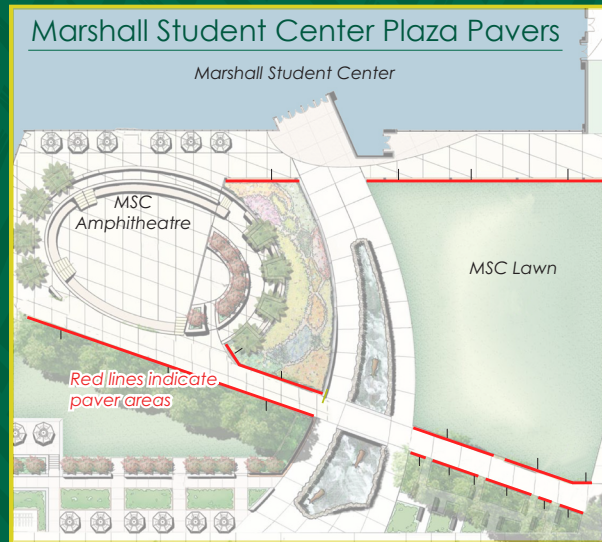 Marshall Student Center Plaza Pavers
Marshall Student Center
MSC
Amphitheatre
MSC Lawn
Red lines indicate
paver areas